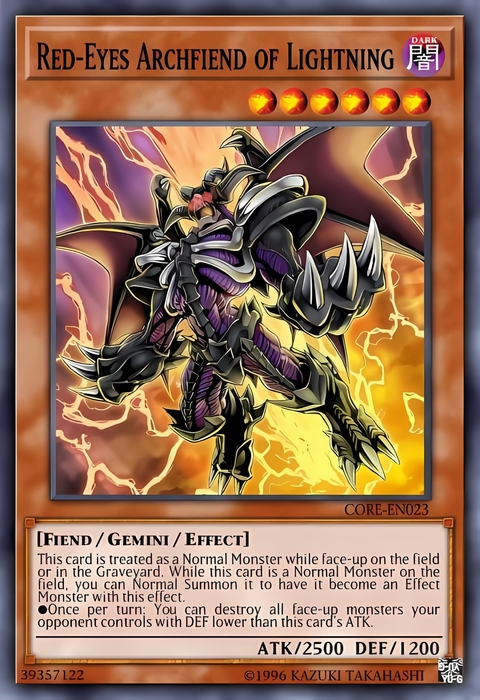 RED-EYES ARCHFIEND OF LIGHTNING
DARK
闇
CORE-EN023
[FIEND / GEMINI / EFFECT]
This card is treated as a Normal Monster while face-up on the field
or in the Graveyard. While this card is a Normal Monster on the
field, you can Normal Summon it to have it become an Effect
Monster with this effect.
●Once per turn: You can destroy all face-up monsters your
opponent controls with DEF lower than this card's ATK.
ATK/2500 DEF/1200
39357122
©1996 KAZUKI TAKAHASHI